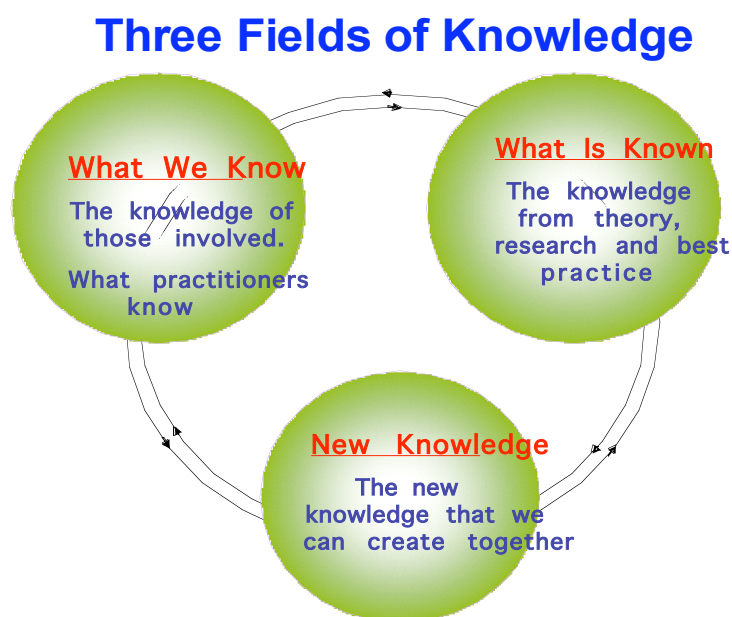 Three Fields of Knowledge
What We Know
The knowledge of
those involved.
What practitioners
know
What Is Known
The knowledge
from theory,
research and best
practice
New Knowledge
The new
knowledge that we
can create together